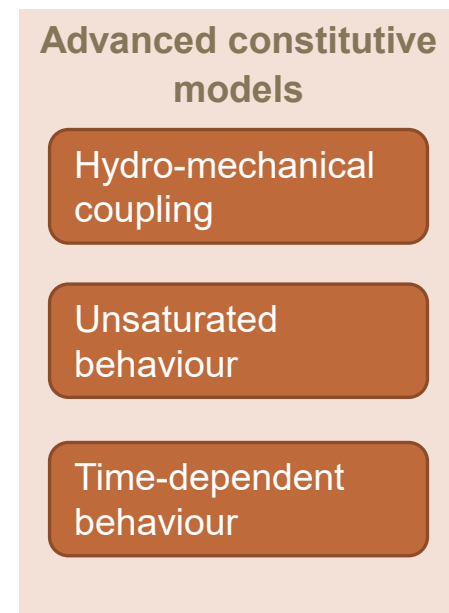 Advanced constitutive
models
Hydro-mechanical
coupling
Unsaturated
behaviour
Time-dependent
behaviour